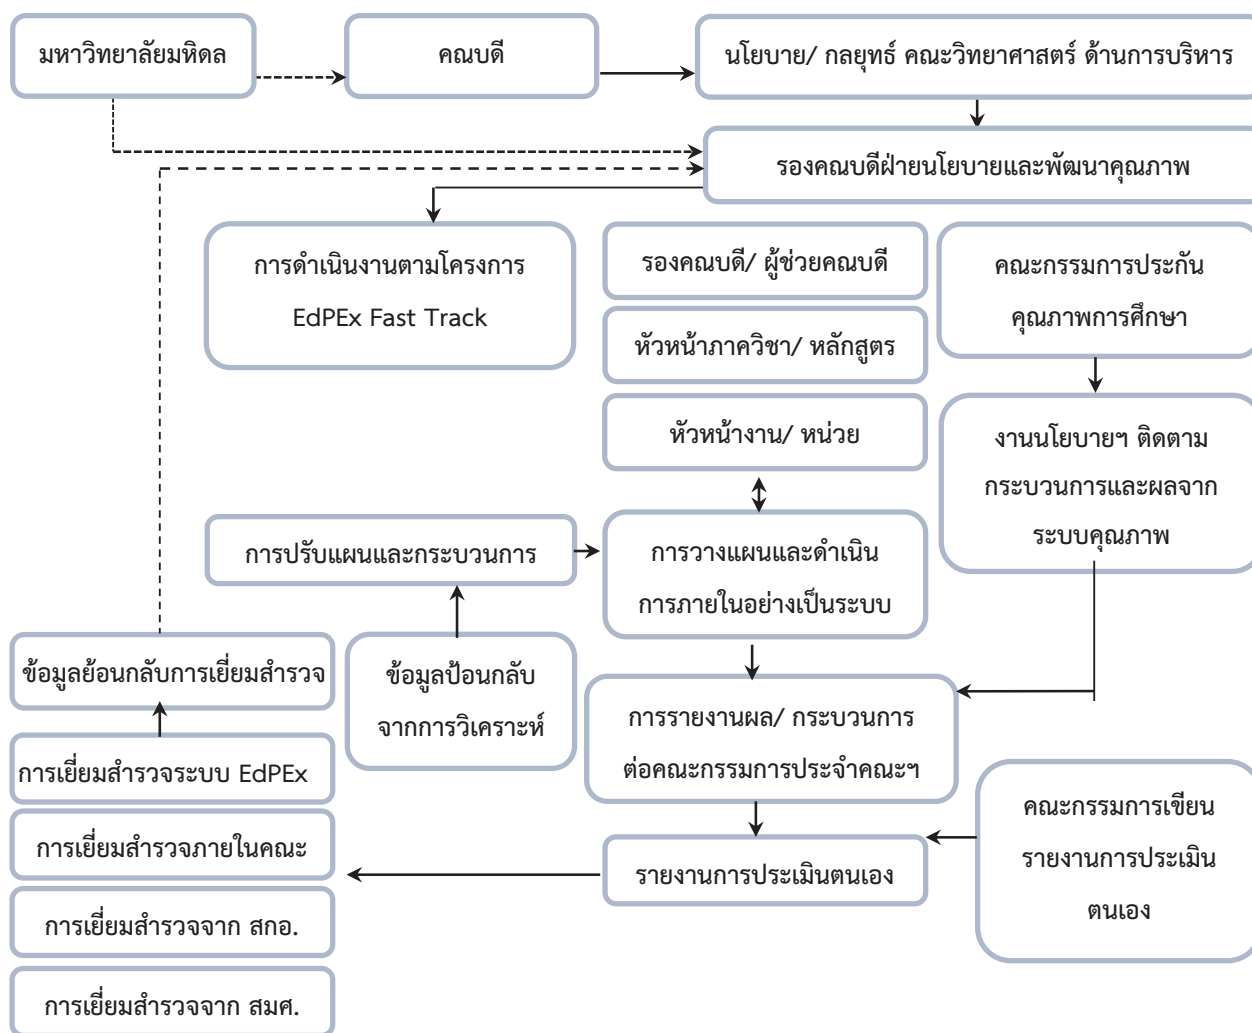 มหาวิทยาลัยมหิดล
คณบดี
นโยบาย/ กลยุทธ์ คณะวิทยาศาสตร์ ด้านการบริหาร
รองคณบดีฝ่ายนโยบายและพัฒนาคุณภาพ
การดำเนินงานตามโครงการ
EdPEx Fast Track
รองคณบดี/ ผู้ช่วยคณบดี
หัวหน้าภาควิชา/ หลักสูตร
หัวหน้างาน/ หน่วย
คณะกรรมการประกัน
คุณภาพการศึกษา
งานนโยบายฯ ติดตาม
กระบวนการและผลจาก
ระบบคุณภาพ
การปรับแผนและกระบวนการ
การวางแผนและดำเนิน
การภายในอย่างเป็นระบบ
ข้อมูลย้อนกลับการเยี่ยมสำรวจ
ข้อมูลป้อนกลับ
จากการวิเคราะห์
การรายงานผล/ กระบวนการ
ต่อคณะกรรมการประจำคณะฯ
การเยี่ยมสำรวจระบบ EdPEx
การเยี่ยมสำรวจภายในคณะ
การเยี่ยมสำรวจจาก สกอ.
การเยี่ยมสำรวจจาก สมศ.
รายงานการประเมินตนเอง
คณะกรรมการเขียน
รายงานการประเมิน
ตนเอง